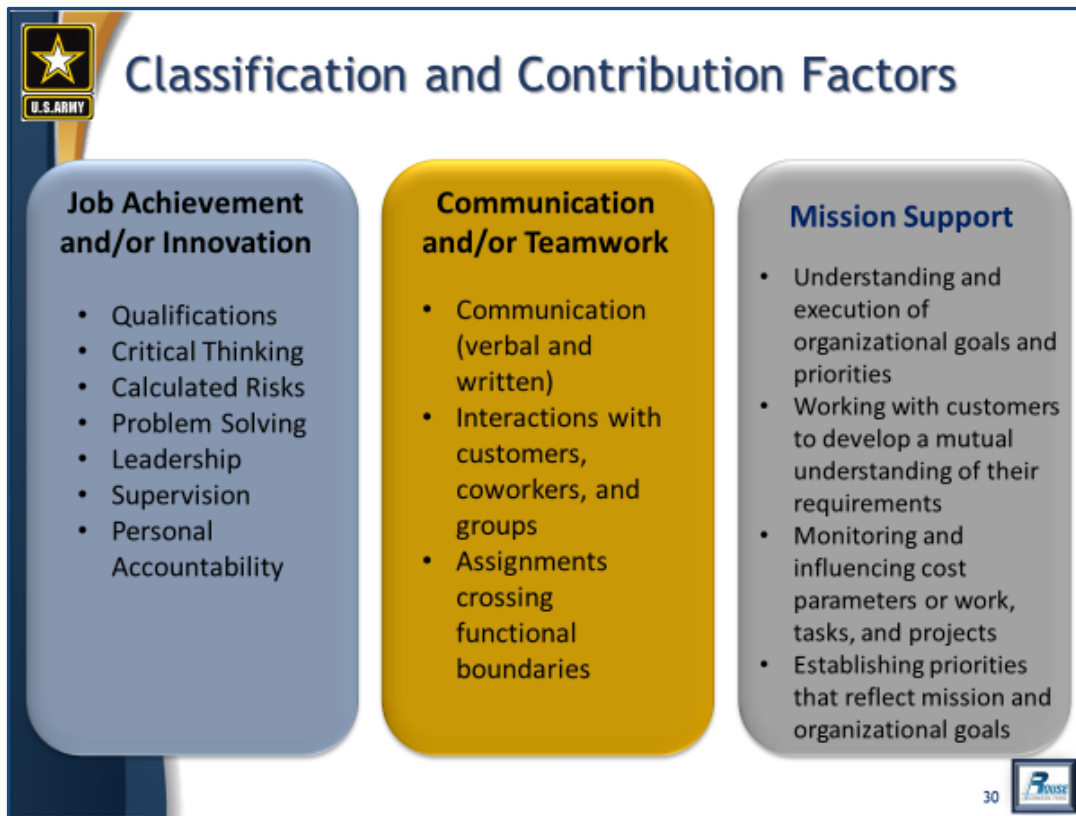 U.S.ARMY
Classification and Contribution Factors
Job Achievement
and/or Innovation
• Qualifications
• Critical Thinking
• Calculated Risks
• Problem Solving
• Leadership
• Supervision
• Personal
Accountability
Communication
and/or Teamwork
• Communication
(verbal and
written)
• Interactions with
customers,
coworkers, and
groups
• Assignments
crossing
functional
boundaries
Mission Support
• Understanding and
execution of
organizational goals and
priorities
• Working with customers
to develop a mutual
understanding of their
requirements
• Monitoring and
influencing cost
parameters or work,
tasks, and projects
• Establishing priorities
that reflect mission and
organizational goals
30
ROUSE